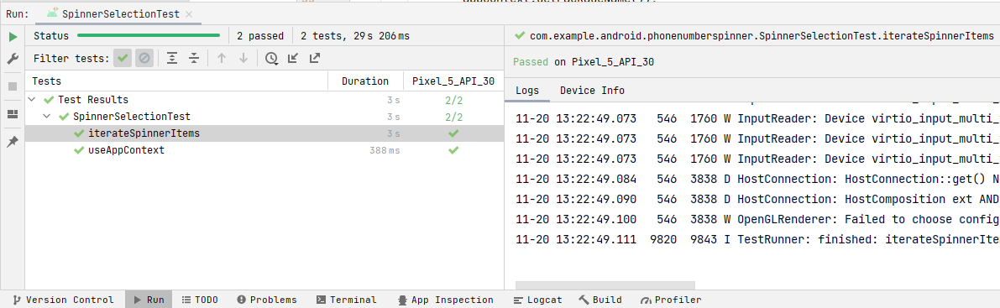 appContext.getPackageName());
Run: SpinnerSelectionTest
Status 2 passed 2 tests, 29 s 206 ms
com.example.android.phonenumberspinner.SpinnerSelectionTest.iterateSpinnerItems
Filter tests:
Passed on Pixel_5_API_30
Tests Duration Pixel_5_API_30
Logs Device Info
Test Results 3 s 2/2
SpinnerSelectionTest 3 s 2/2
iterateSpinnerItems 3 s
useAppContext 388 ms
11-20 13:22:49.073 546 1760 W InputReader: Device virtio_input_multi_
11-20 13:22:49.073 546 1760 W InputReader: Device virtio_input_multi_
11-20 13:22:49.073 546 1760 W InputReader: Device virtio_input_multi_
11-20 13:22:49.084 546 3838 D HostConnection: HostConnection::get() N
11-20 13:22:49.090 546 3838 D HostConnection: HostComposition ext AND
11-20 13:22:49.100 546 3838 W OpenGLRenderer: Failed to choose config
11-20 13:22:49.111 9820 9843 I TestRunner: finished: iterateSpinnerIte
Version Control Run TODO Problems Terminal App Inspection Logcat Build Profiler